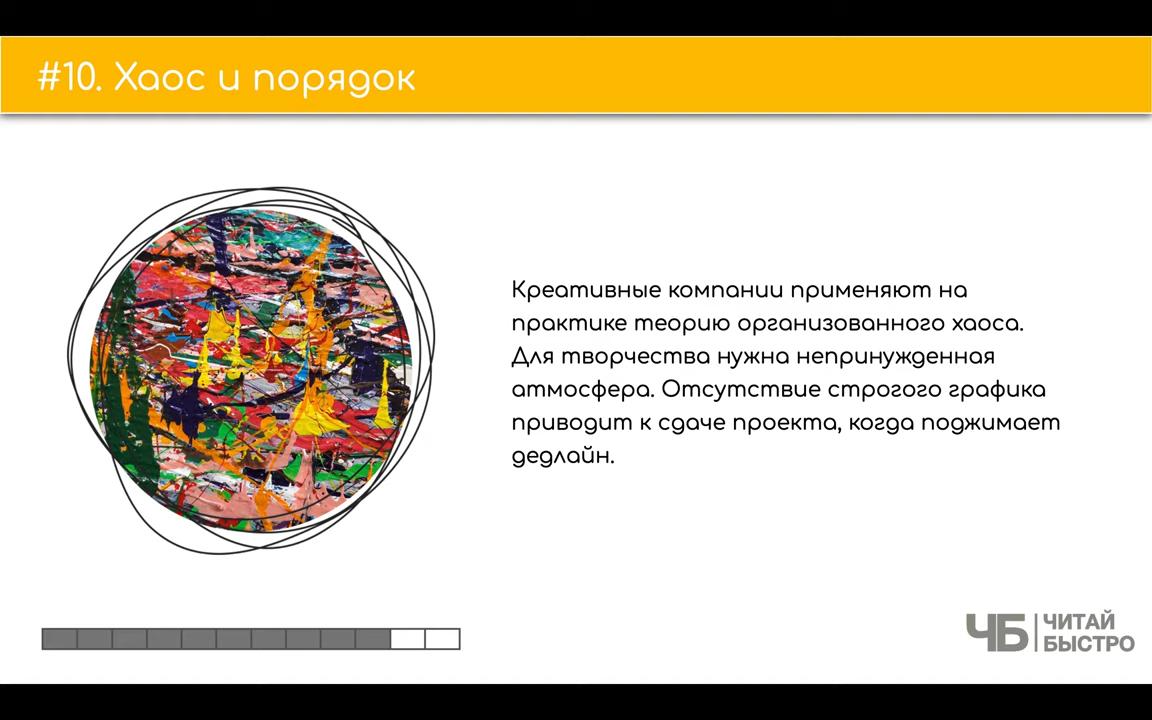 #10. Хаос и порядок
Креативные компании применяют на
практике теорию организованного хаоса.
Для творчества нужна непринужденная
атмосфера. Отсутствие строгого графика
приводит к сдаче проекта, когда поджимает
дедлайн.
ЧБ ЧИТАЙ
БЫСТРО